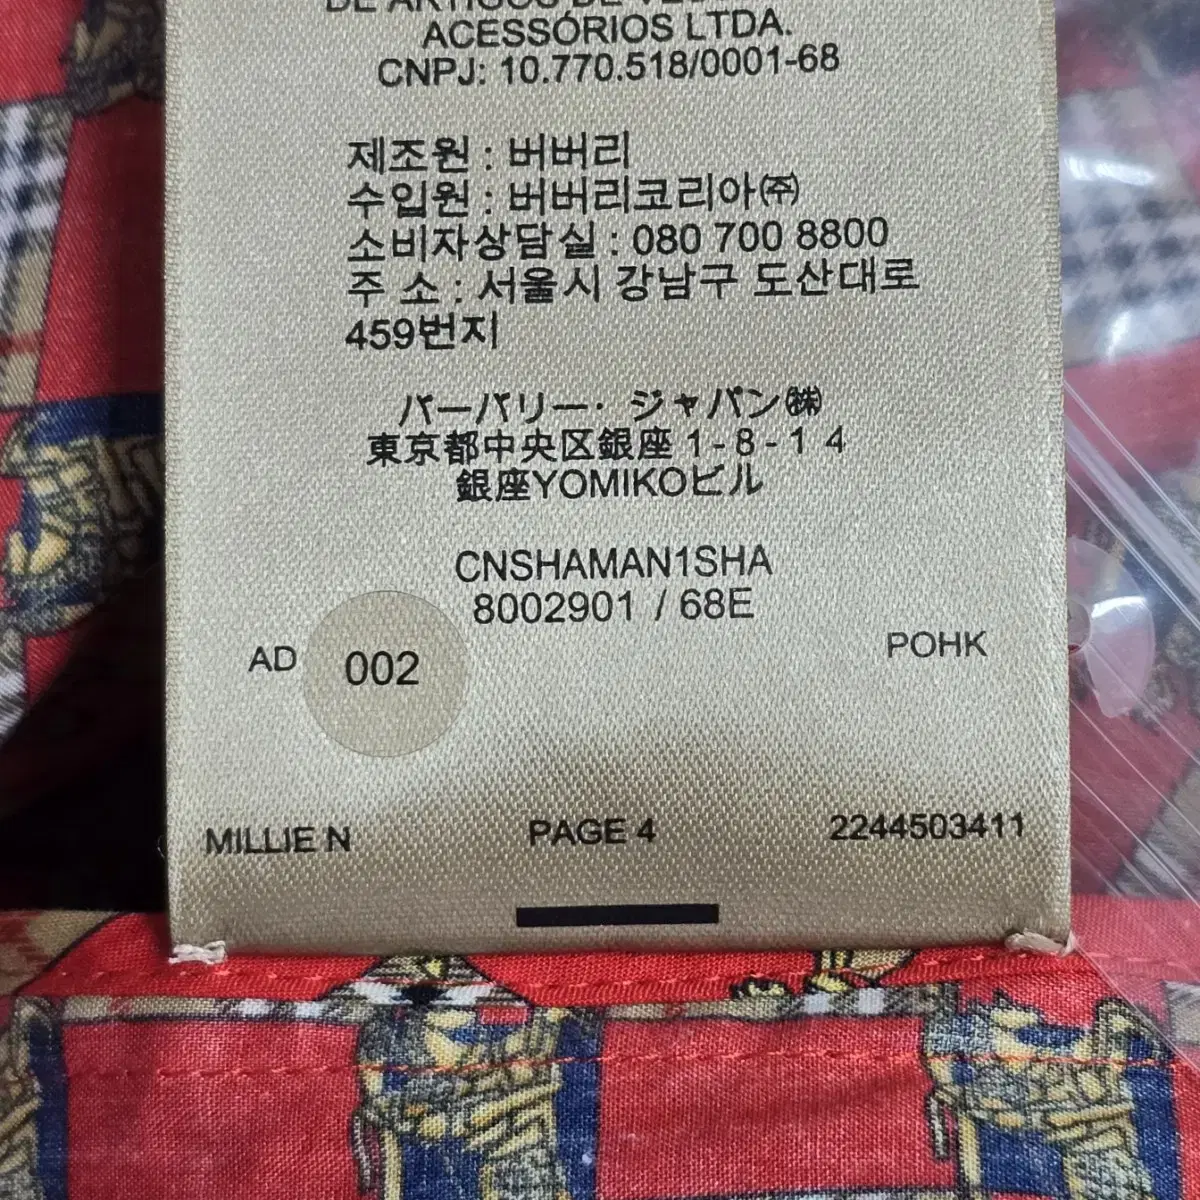 DE ARTIGOS DE
ACESSÓRIOS LTDA.
CNPJ: 10.770.518/0001-68
제조원 : 버버리
수입원 : 버버리코리아㈜
소비자상담실 : 080 700 8800
주 소 : 서울시 강남구 도산대로
459번지
バーバリー・ジャパン㈱
東京都中央区銀座 1-8-14
銀座YOMIKOビル
CNSHAMAN1SHA
8002901 / 68E
AD 002 POHK
MILLIE N PAGE 4 2244503411